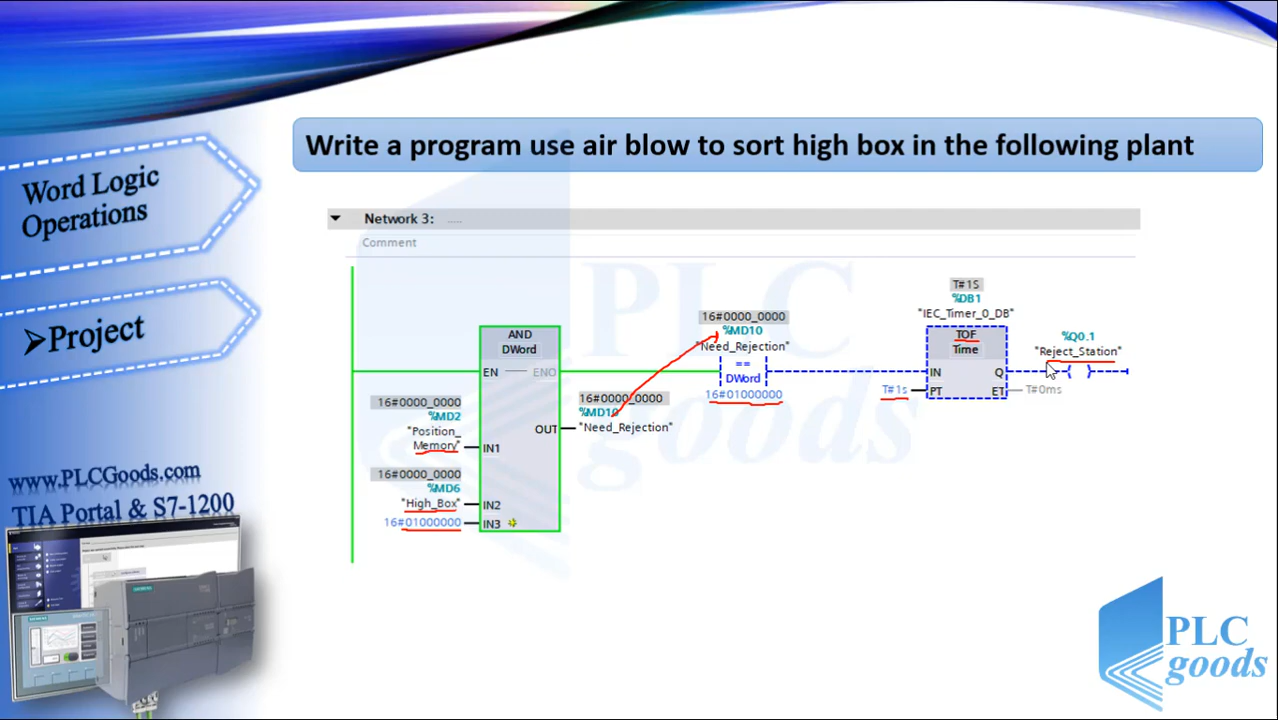 Write a program use air blow to sort high box in the following plant
Word Logic
Operations
Project
www.PLCGoods.com
TIA Portal & S7-1200
Network 3: .....
Comment
AND
DWord
EN
ENO
16#0000_0000
%MD2
"Position_
Memory"
IN1
16#0000_0000
%MD6
"High_Box"
IN2
16#01000000
IN3
OUT
16#0000_0000
%MD10
"Need_Rejection"
16#0000_0000
%MD10
"Need_Rejection"
==
DWord
16#01000000
T#1S
%DB1
"IEC_Timer_0_DB"
TOF
Time
IN
Q
T#1s
PT
ET
T#0ms
%Q0.1
"Reject_Station"
PLC
goods
PLC
goods
SIEMENS